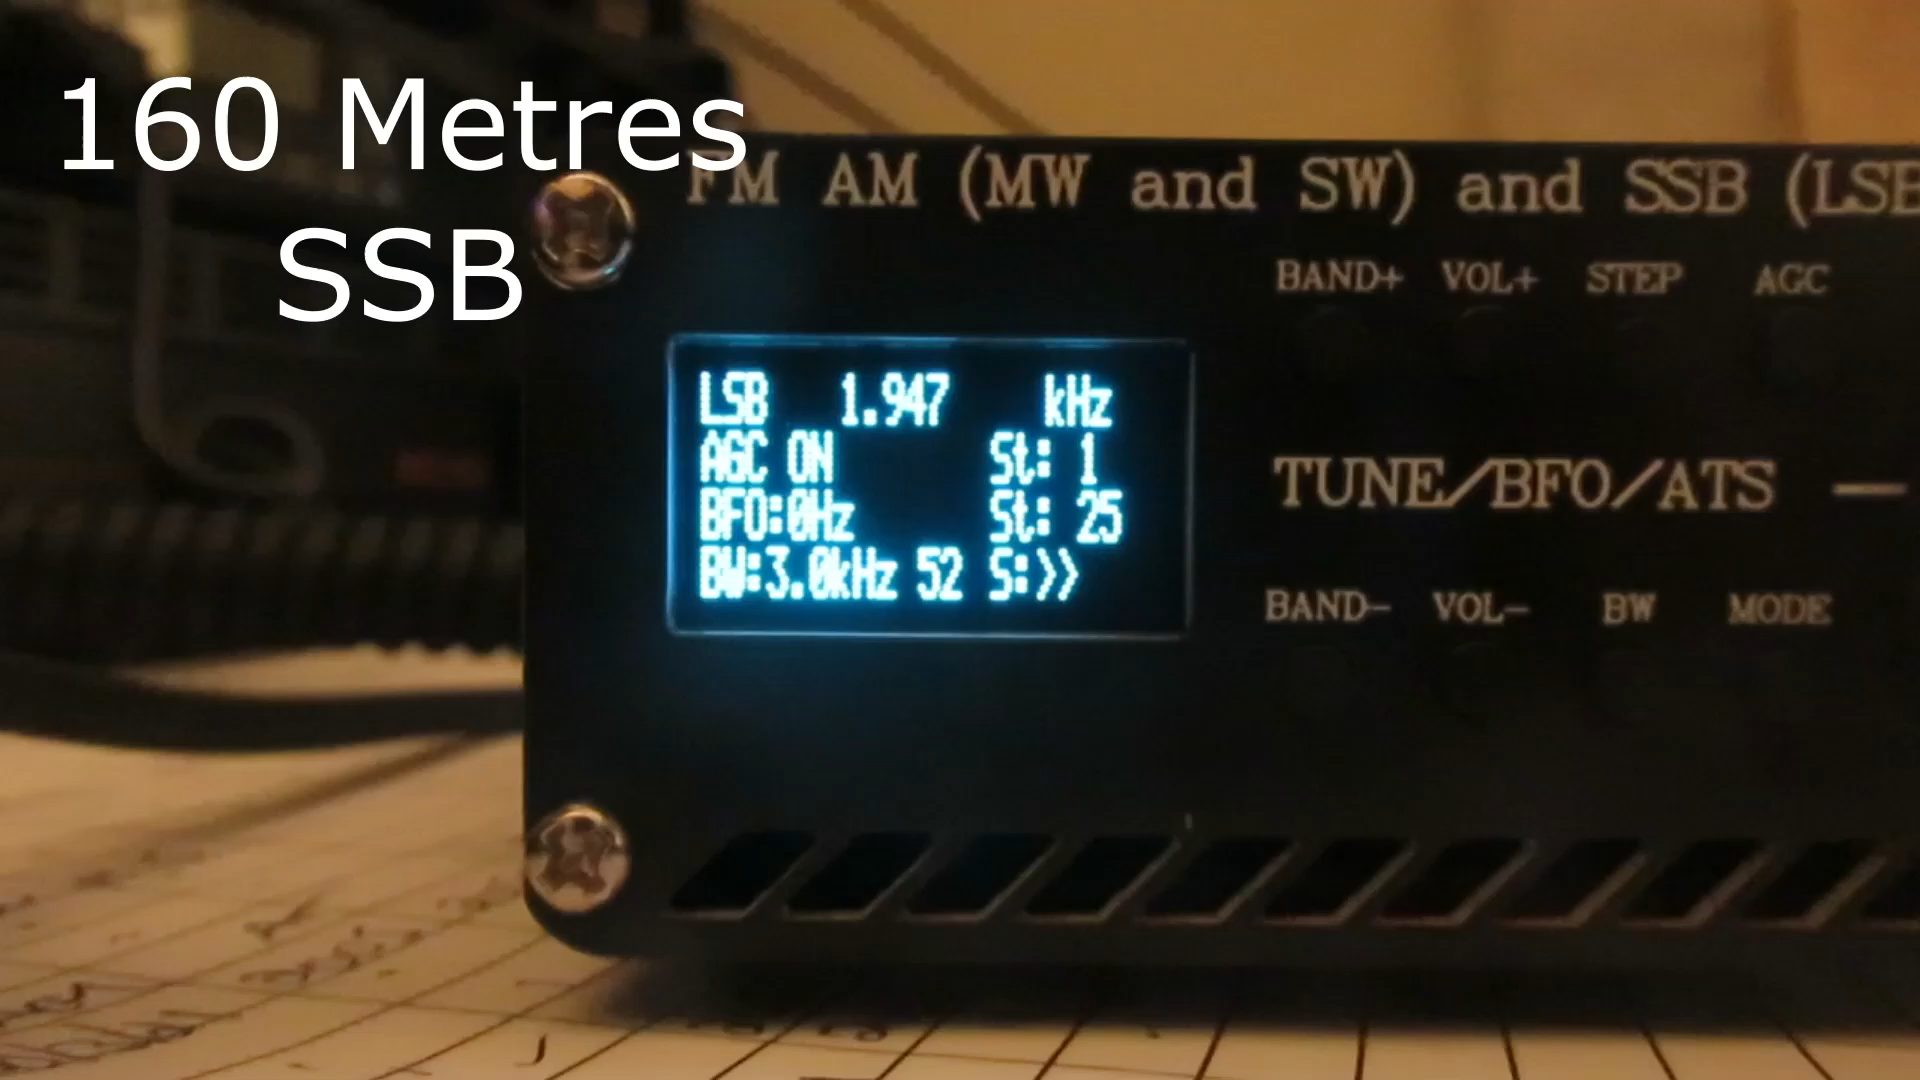 160 Metres
SSB
FM AM (MW and SW) and SSB (LSB
BAND+ VOL+ STEP AGC
LSB 1.947 kHz
AGC ON St: 1
BFO:0Hz St: 25
BW:3.0kHz 52 S:>>
TUNE/BFO/ATS —
BAND- VOL- BW MODE